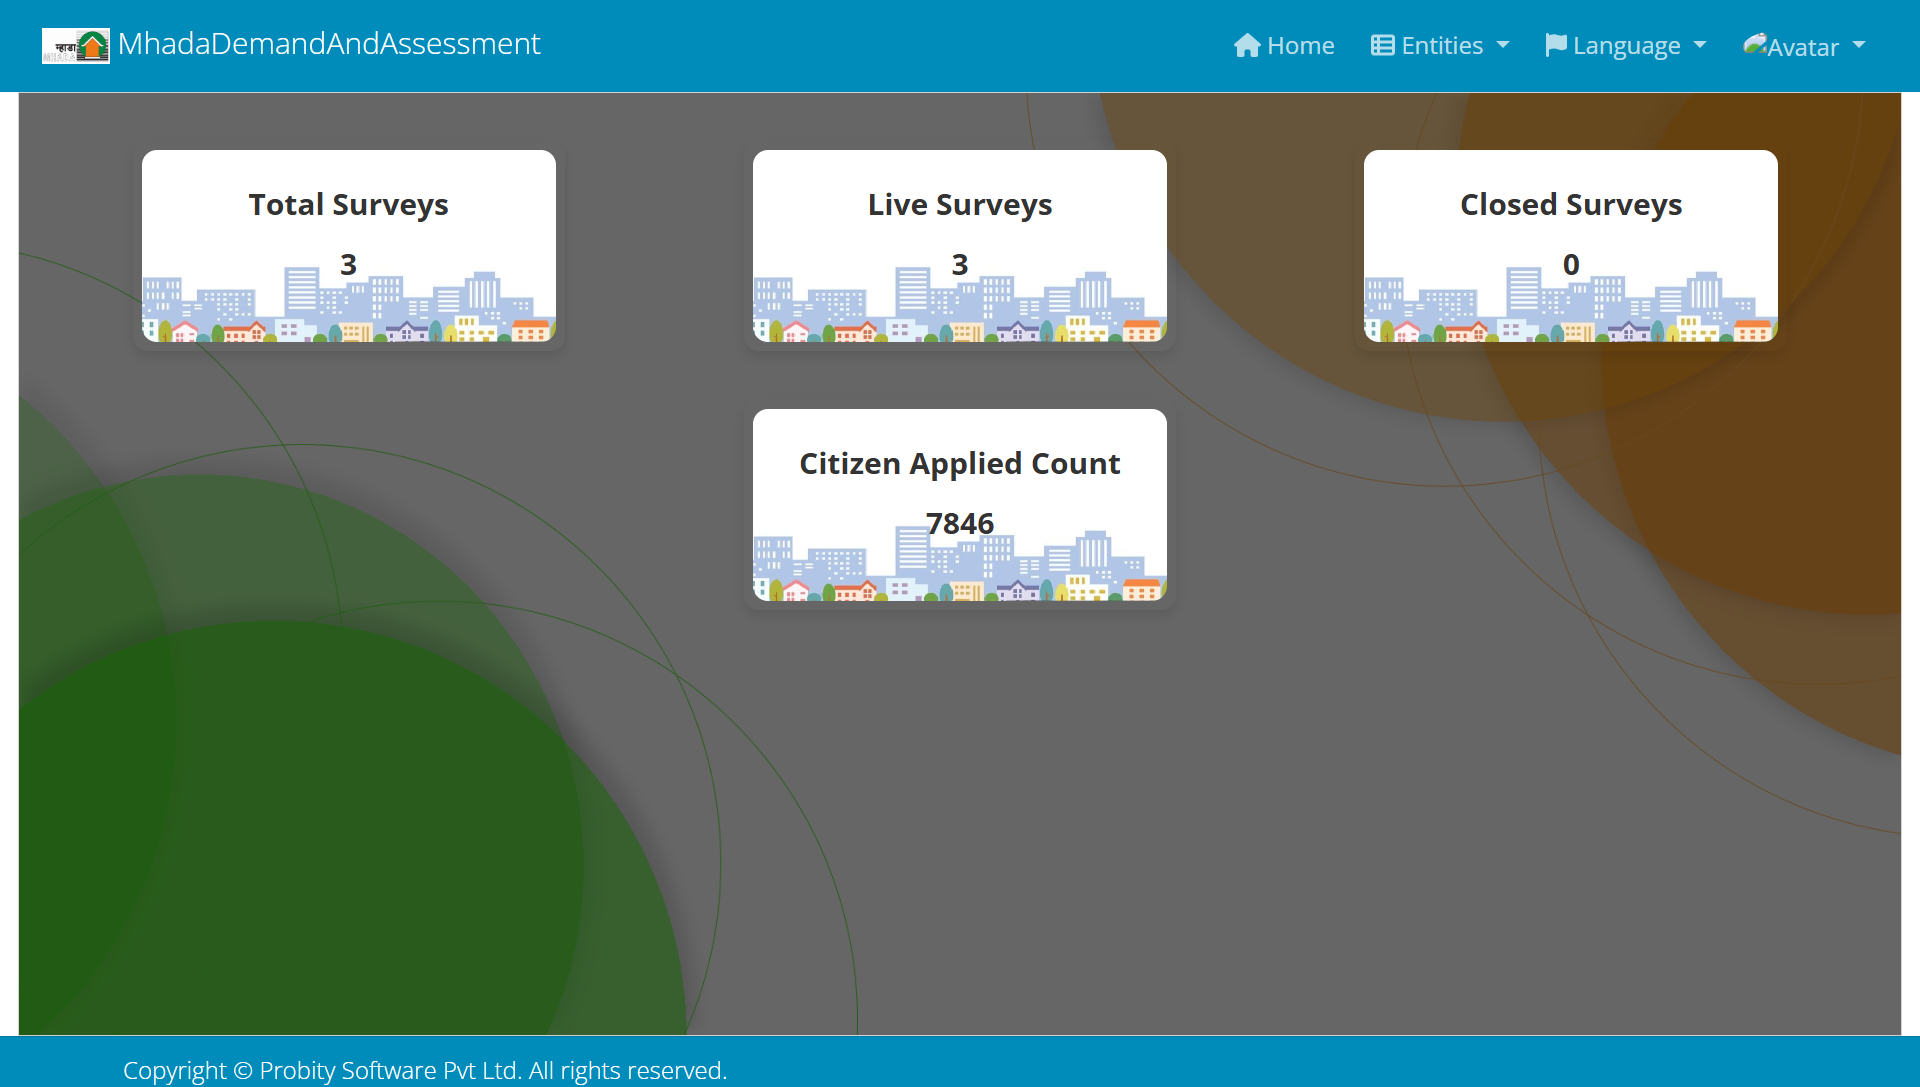 म्हाडा
MHADA
MhadaDemandAndAssessment
Home
Entities
Language
Avatar
Total Surveys
3
Live Surveys
3
Closed Surveys
0
Citizen Applied Count
7846
Copyright © Probity Software Pvt Ltd. All rights reserved.